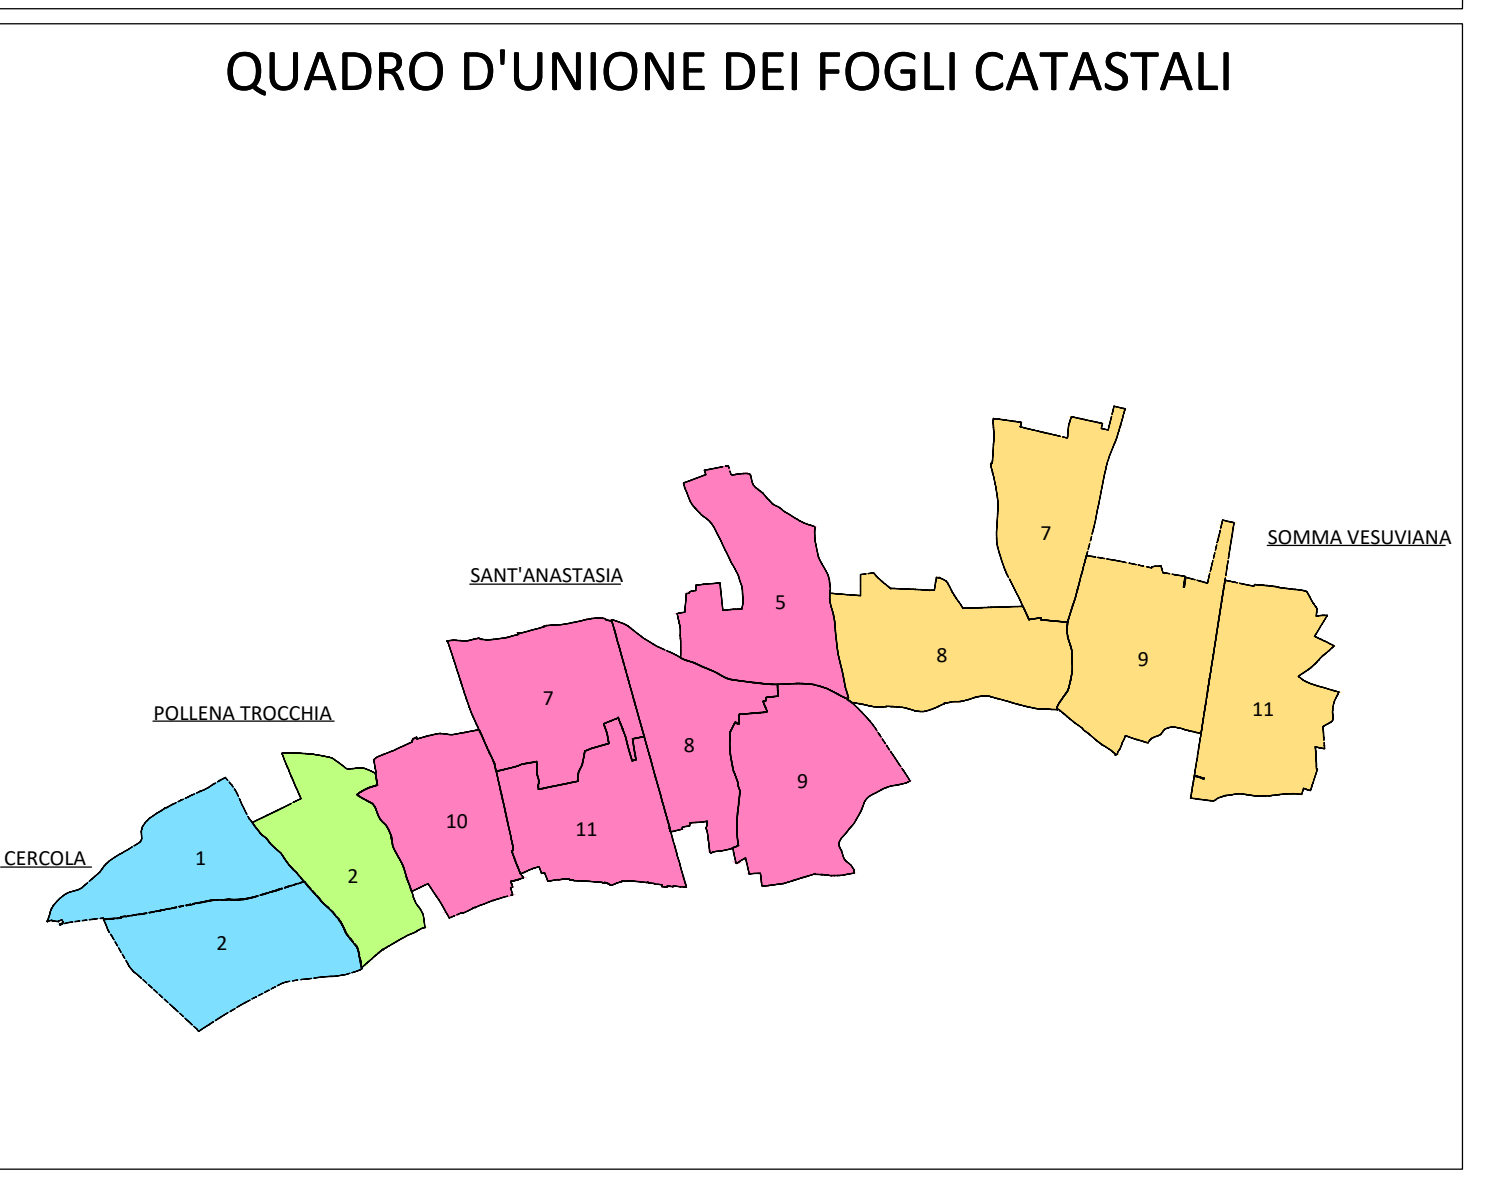 QUADRO D'UNIONE DEI FOGLI CATASTALI
7
SOMMA VESUVIANA
SANT'ANASTASIA
5
8
9
7
11
POLLENA TROCCHIA
8
9
10
11
CERCOLA
1
2
2